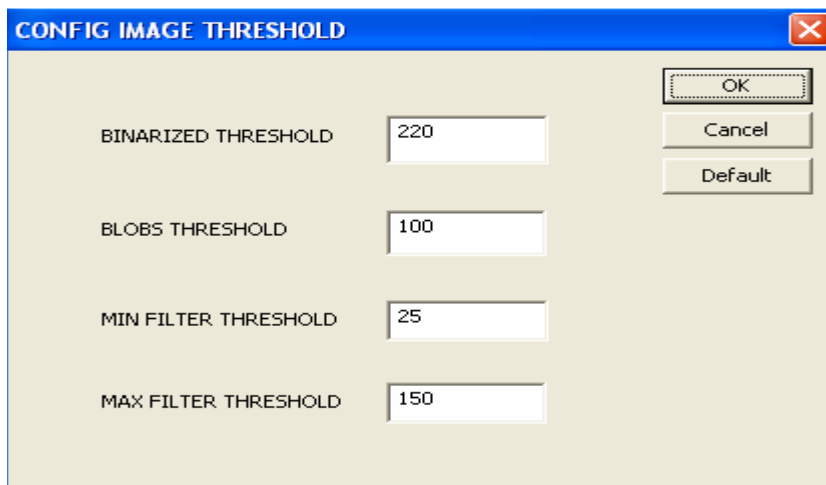 CONFIG IMAGE THRESHOLD
OK
BINARIZED THRESHOLD 220
Cancel
Default
BLOBS THRESHOLD 100
MIN FILTER THRESHOLD 25
MAX FILTER THRESHOLD 150